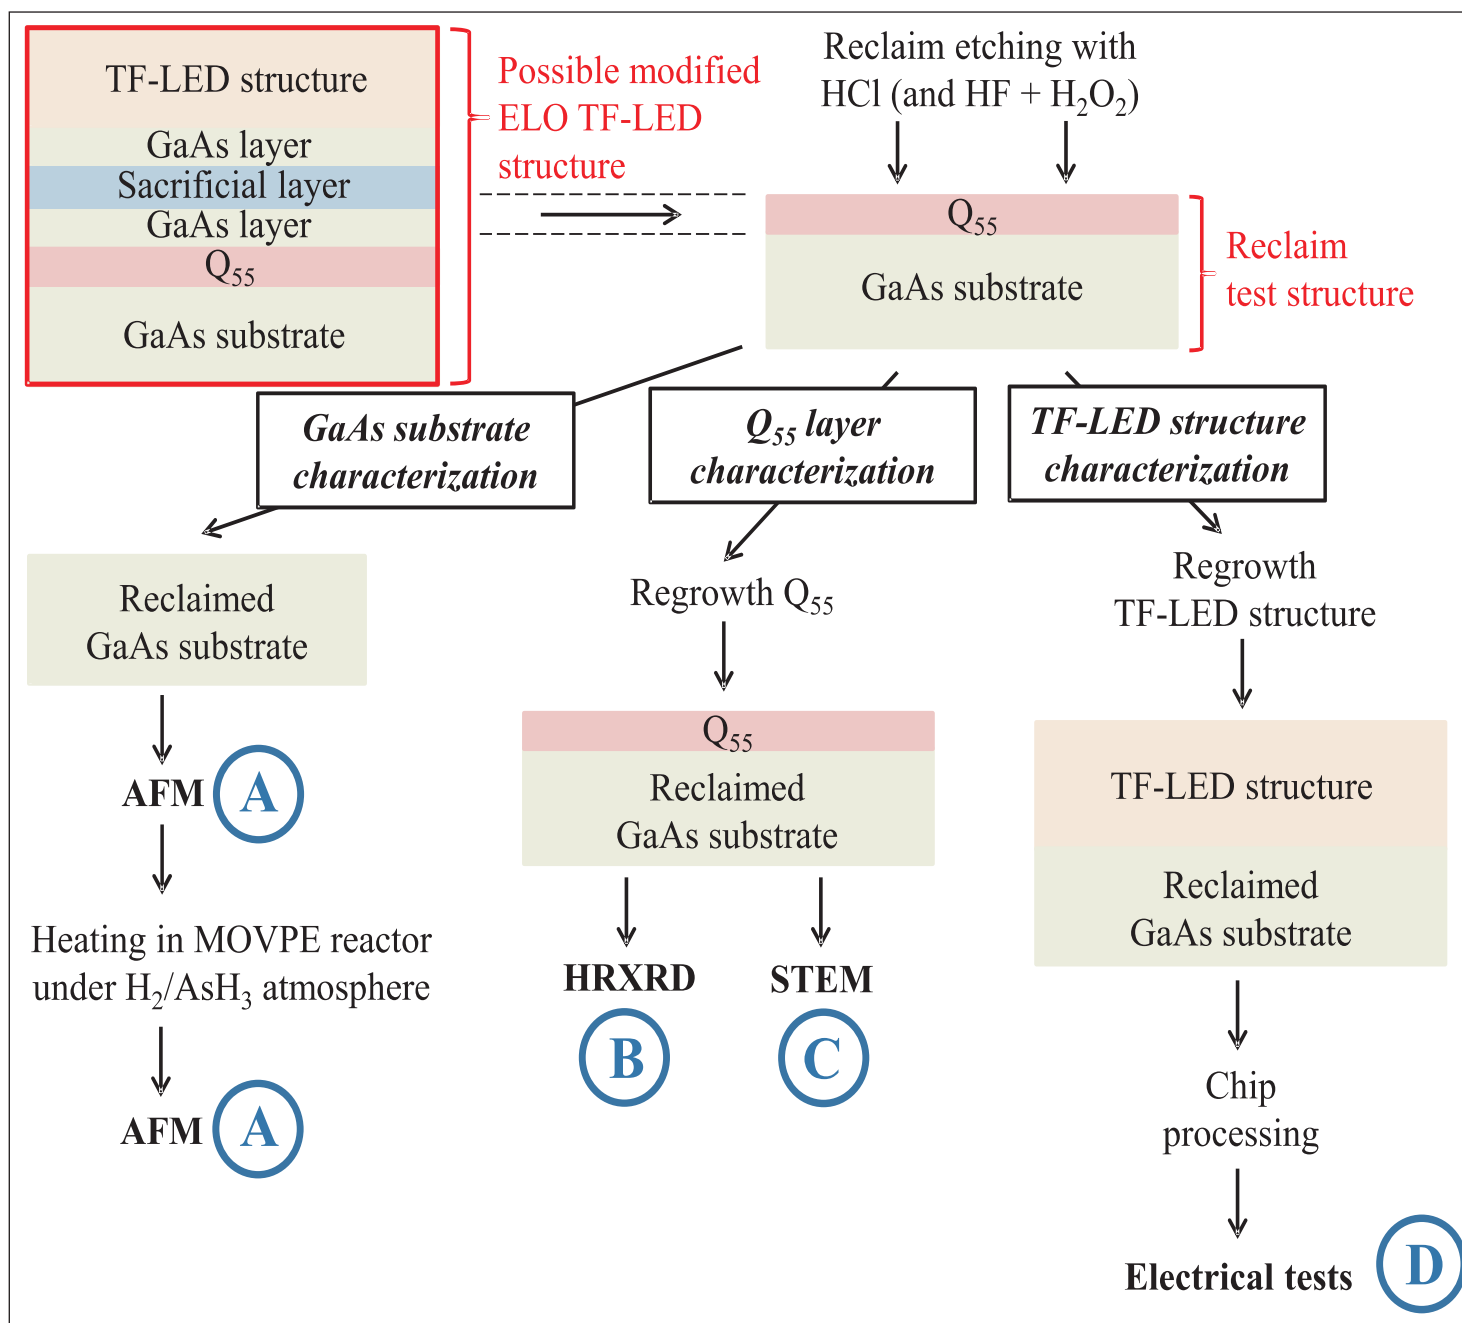 TF-LED structure
GaAs layer
Sacrificial layer
GaAs layer
Q₅₅
GaAs substrate
Possible modified
ELO TF-LED
structure
Reclaim etching with
HCl (and HF + H₂O₂)
Q₅₅
GaAs substrate
Reclaim
test structure
GaAs substrate
characterization
Q₅₅ layer
characterization
TF-LED structure
characterization
Reclaimed
GaAs substrate
AFM A
Heating in MOVPE reactor
under H₂/AsH₃ atmosphere
AFM A
Regrowth Q₅₅
Q₅₅
Reclaimed
GaAs substrate
HRXRD
B
STEM
C
Regrowth
TF-LED structure
TF-LED structure
Reclaimed
GaAs substrate
Chip
processing
Electrical tests D